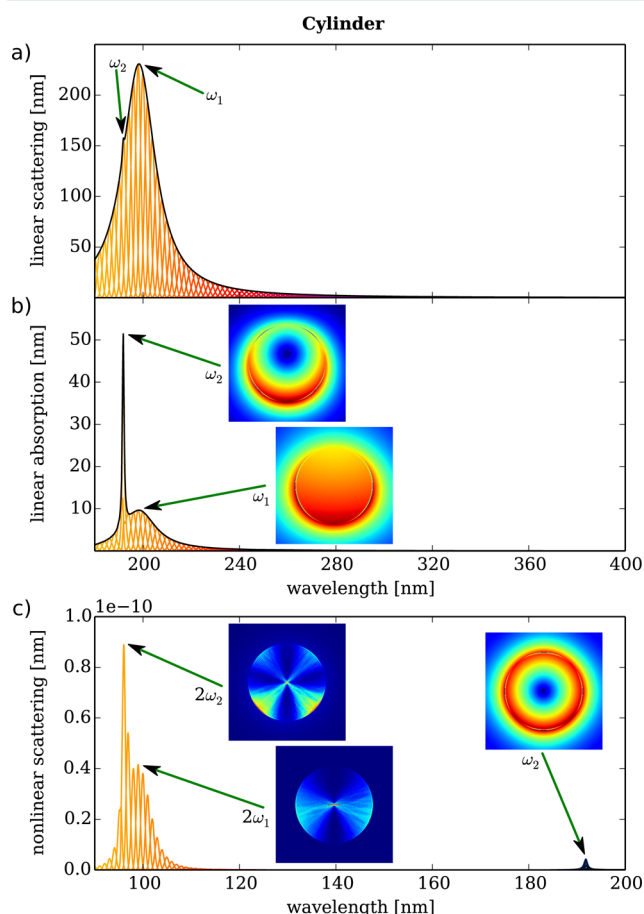 Cylinder
a)
ω₂
ω₁
linear scattering [nm]
200
150
100
50
b)
ω₂
ω₁
linear absorption [nm]
50
40
30
20
10
200
240
280
320
360
400
wavelength [nm]
c)
1e−10
2ω₂
2ω₁
ω₂
nonlinear scattering [nm]
1.0
0.8
0.6
0.4
0.2
0.0
100
120
140
160
180
200
wavelength [nm]